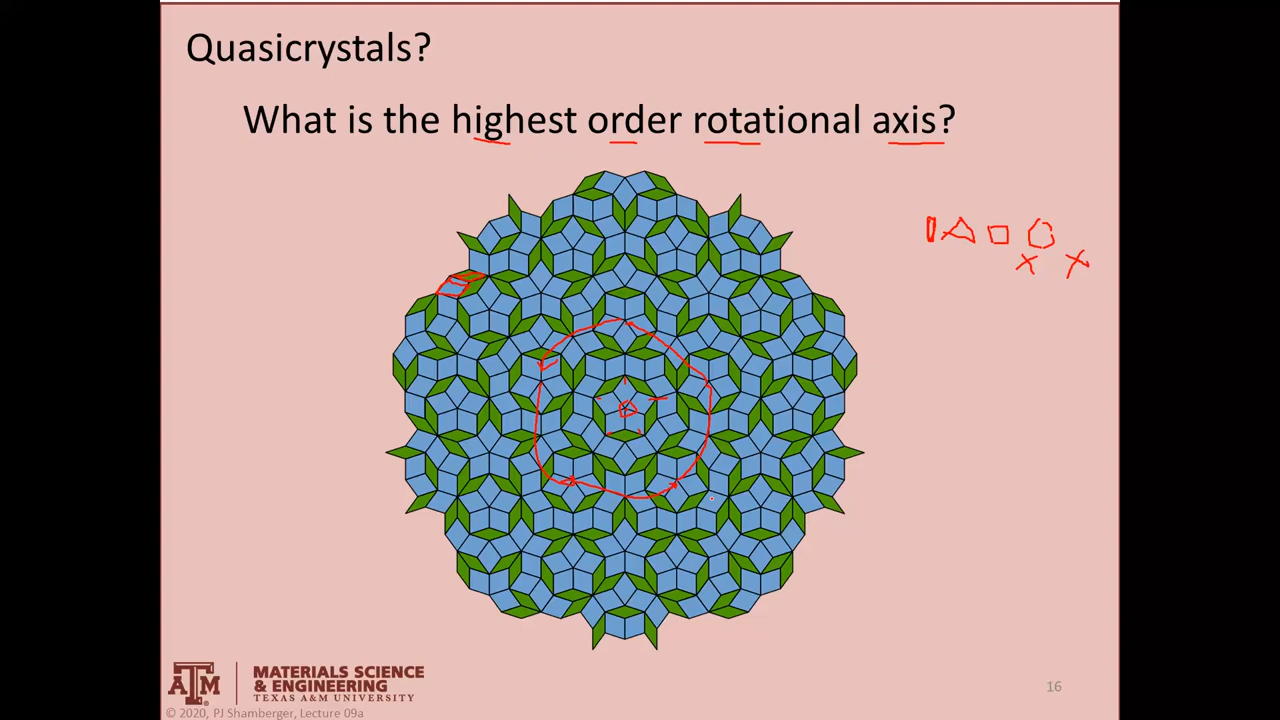 Quasicrystals?
What is the highest order rotational axis?
ATM
MATERIALS SCIENCE
& ENGINEERING
TEXAS A&M UNIVERSITY
© 2020, PJ Shamberger, Lecture 09a
16